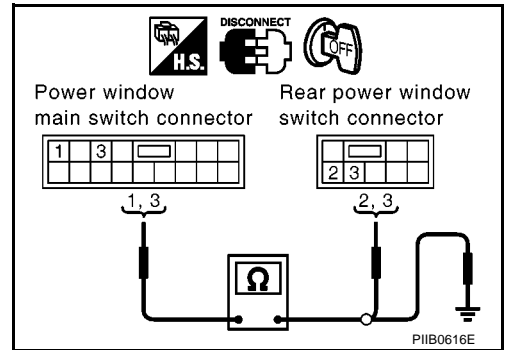 DISCONNECT
H.S.
OFF
Power window
main switch connector
Rear power window
switch connector
1 3
2 3
1, 3
2, 3
Ω
PIIB0616E